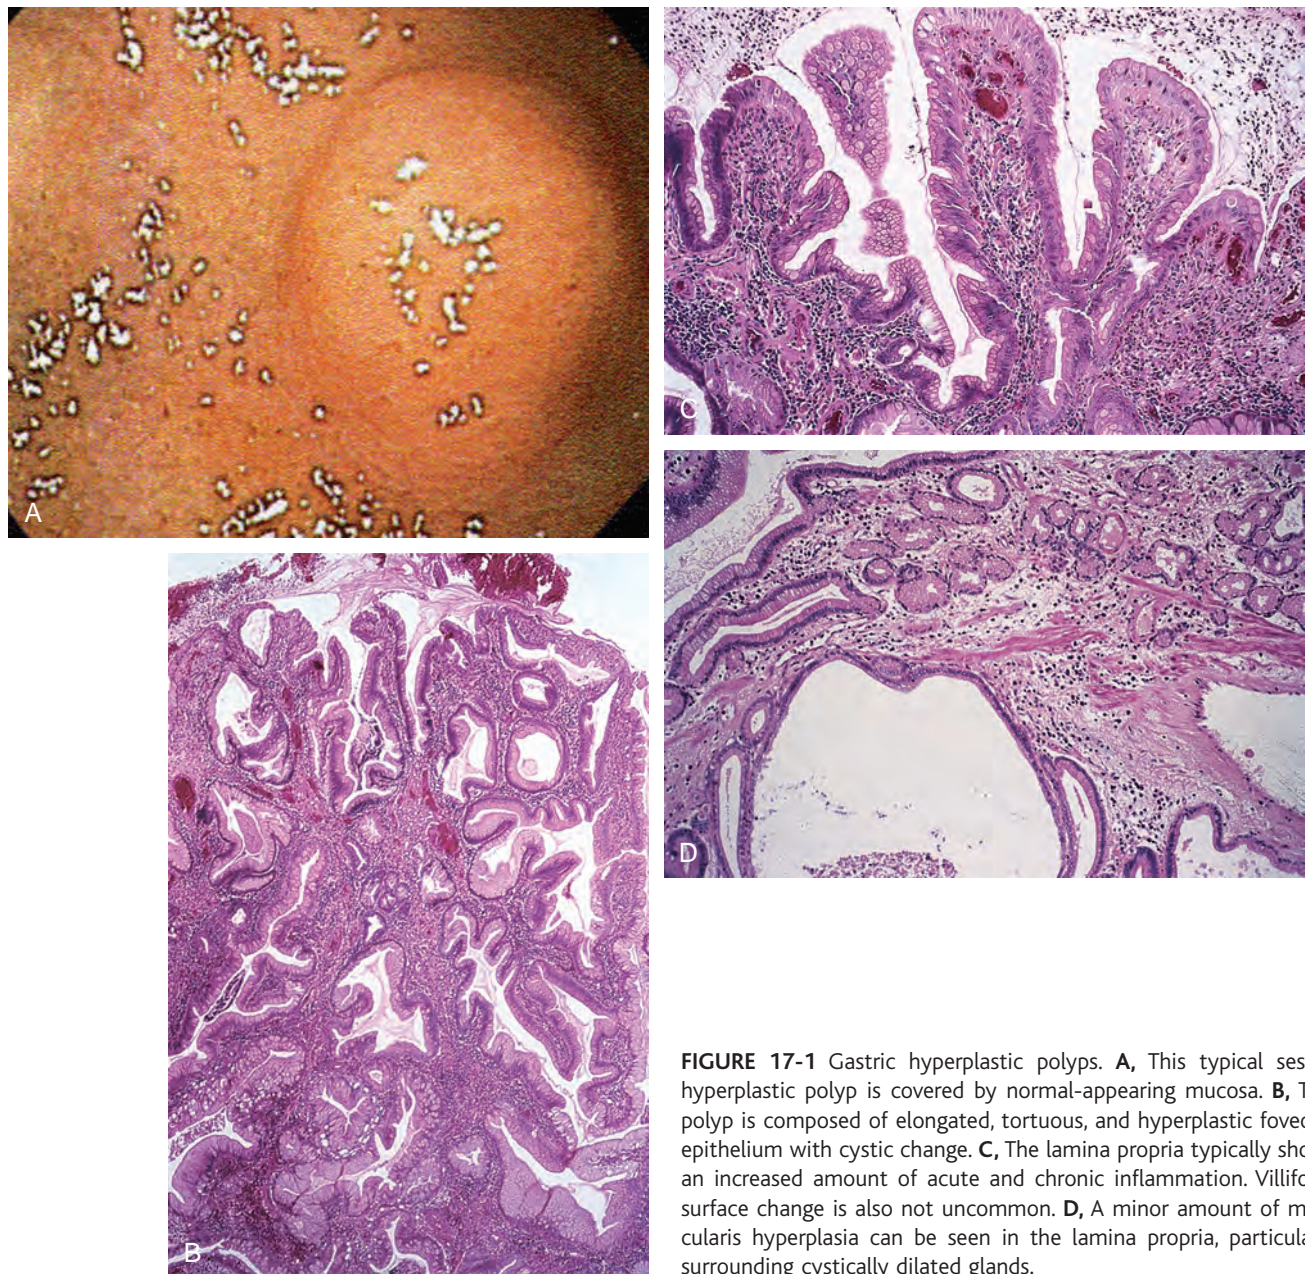 A
C
D
B
FIGURE 17-1 Gastric hyperplastic polyps. A, This typical ses
hyperplastic polyp is covered by normal-appearing mucosa. B, T
polyp is composed of elongated, tortuous, and hyperplastic fove
epithelium with cystic change. C, The lamina propria typically sho
an increased amount of acute and chronic inflammation. Villifo
surface change is also not uncommon. D, A minor amount of m
cularis hyperplasia can be seen in the lamina propria, particula
surrounding cystically dilated glands.